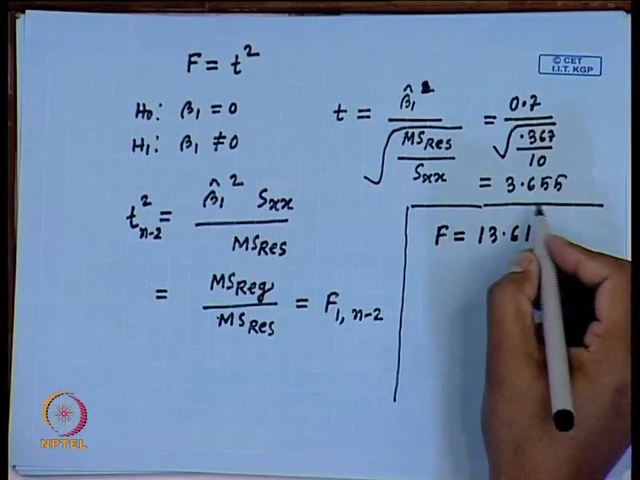 F = t²
© CET
I.I.T. KGP
H₀: β₁ = 0
H₁: β₁ ≠ 0
t = β̂₁ / √(MS_Res / S_xx) = 0.7 / √(.367 / 10)
= 3.655
t²_{n-2} = β̂₁² S_xx / MS_Res
= MS_Reg / MS_Res = F_{1, n-2}
F = 13.61
NPTEL